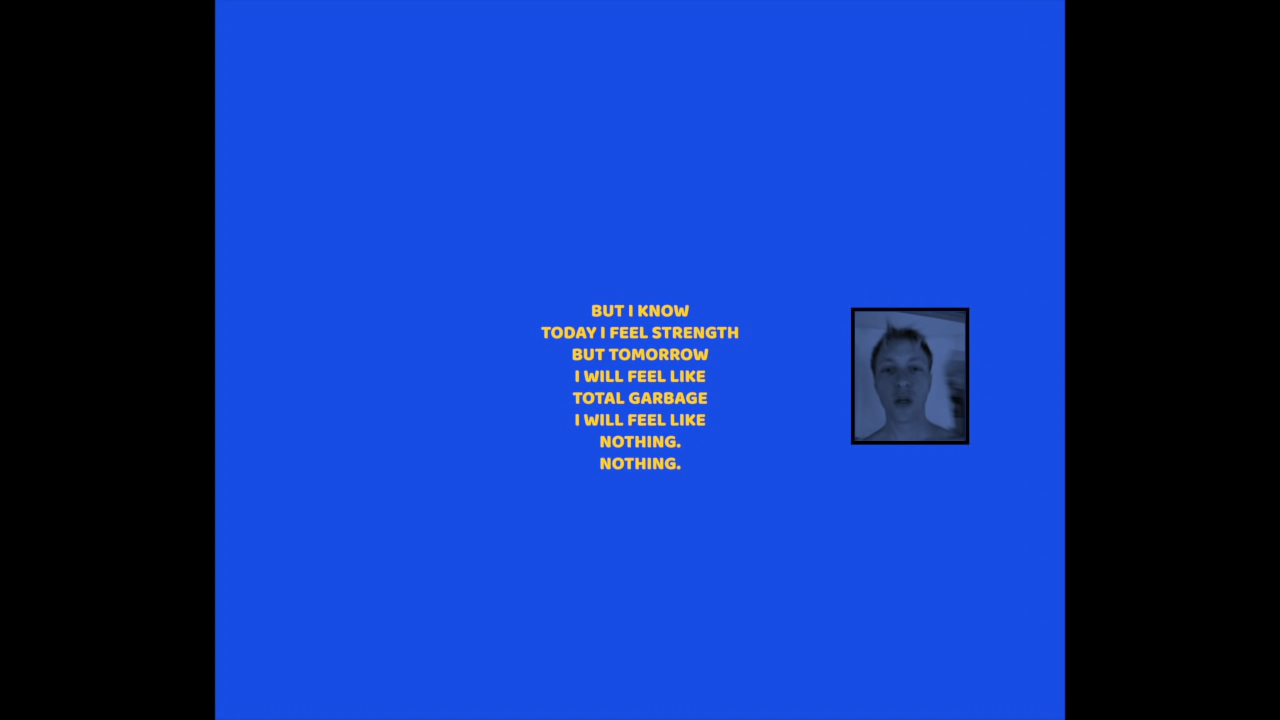 BUT I KNOW
TODAY I FEEL STRENGTH
BUT TOMORROW
I WILL FEEL LIKE
TOTAL GARBAGE
I WILL FEEL LIKE
NOTHING.
NOTHING.